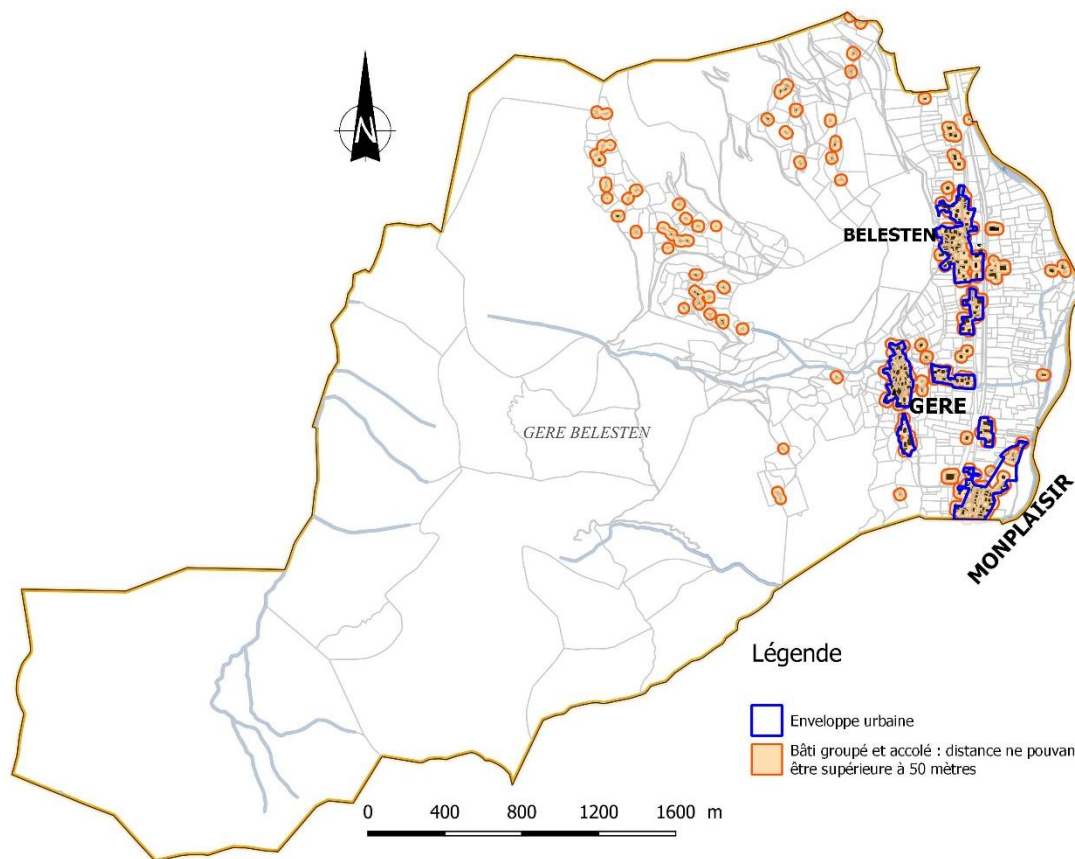 N
BELESTEN
GERE
GERE BELESTEN
MONPLAISIR
Légende
Enveloppe urbaine
Bâti groupé et accolé : distance ne pouvan
être supérieure à 50 mètres
0 400 800 1200 1600 m